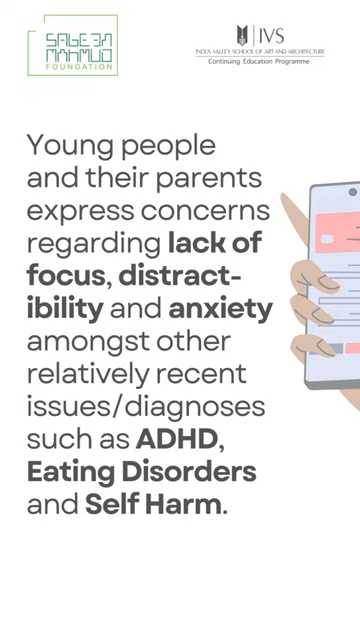 SABEEN
MAHMUD
FOUNDATION
IVS
INDUS VALLEY SCHOOL OF ART AND ARCHITECTURE
Continuing Education Programme
Young people
and their parents
express concerns
regarding lack of
focus, distract-
ibility and anxiety
amongst other
relatively recent
issues/diagnoses
such as ADHD,
Eating Disorders
and Self Harm.